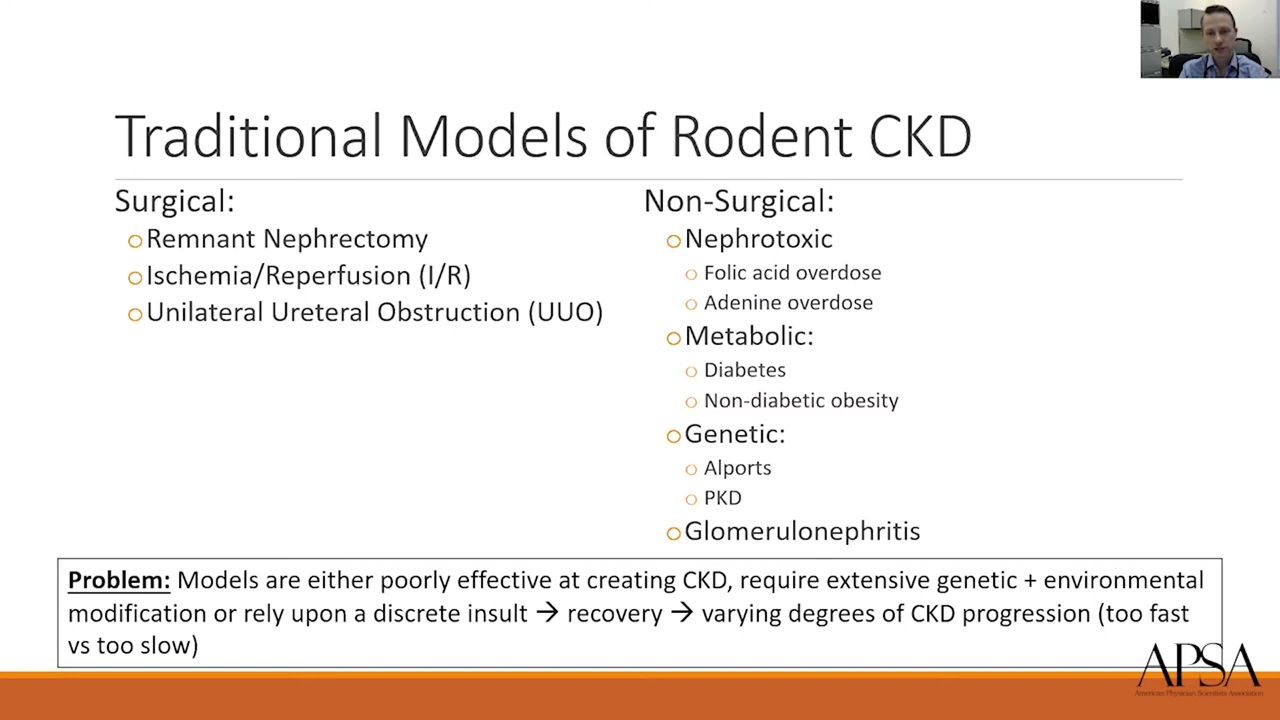 Traditional Models of Rodent CKD
Surgical:
Remnant Nephrectomy
Ischemia/Reperfusion (I/R)
Unilateral Ureteral Obstruction (UUO)
Non-Surgical:
Nephrotoxic
Folic acid overdose
Adenine overdose
Metabolic:
Diabetes
Non-diabetic obesity
Genetic:
Alports
PKD
Glomerulonephritis
Problem: Models are either poorly effective at creating CKD, require extensive genetic + environmental
modification or rely upon a discrete insult → recovery → varying degrees of CKD progression (too fast
vs too slow)
APSA
American Physician Scientists Association